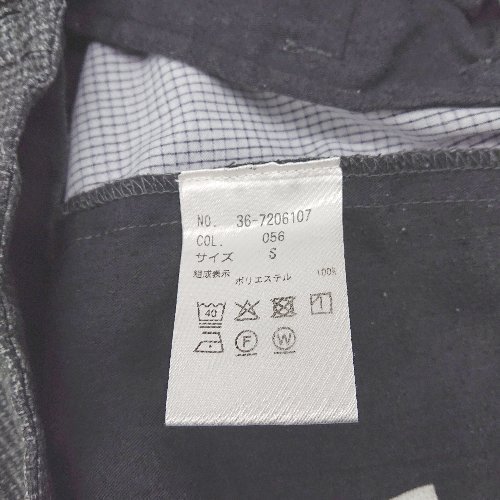 NO. 36-7206107
COL. 056
サイズ S
組成表示 ポリエステル 100%
40
F W